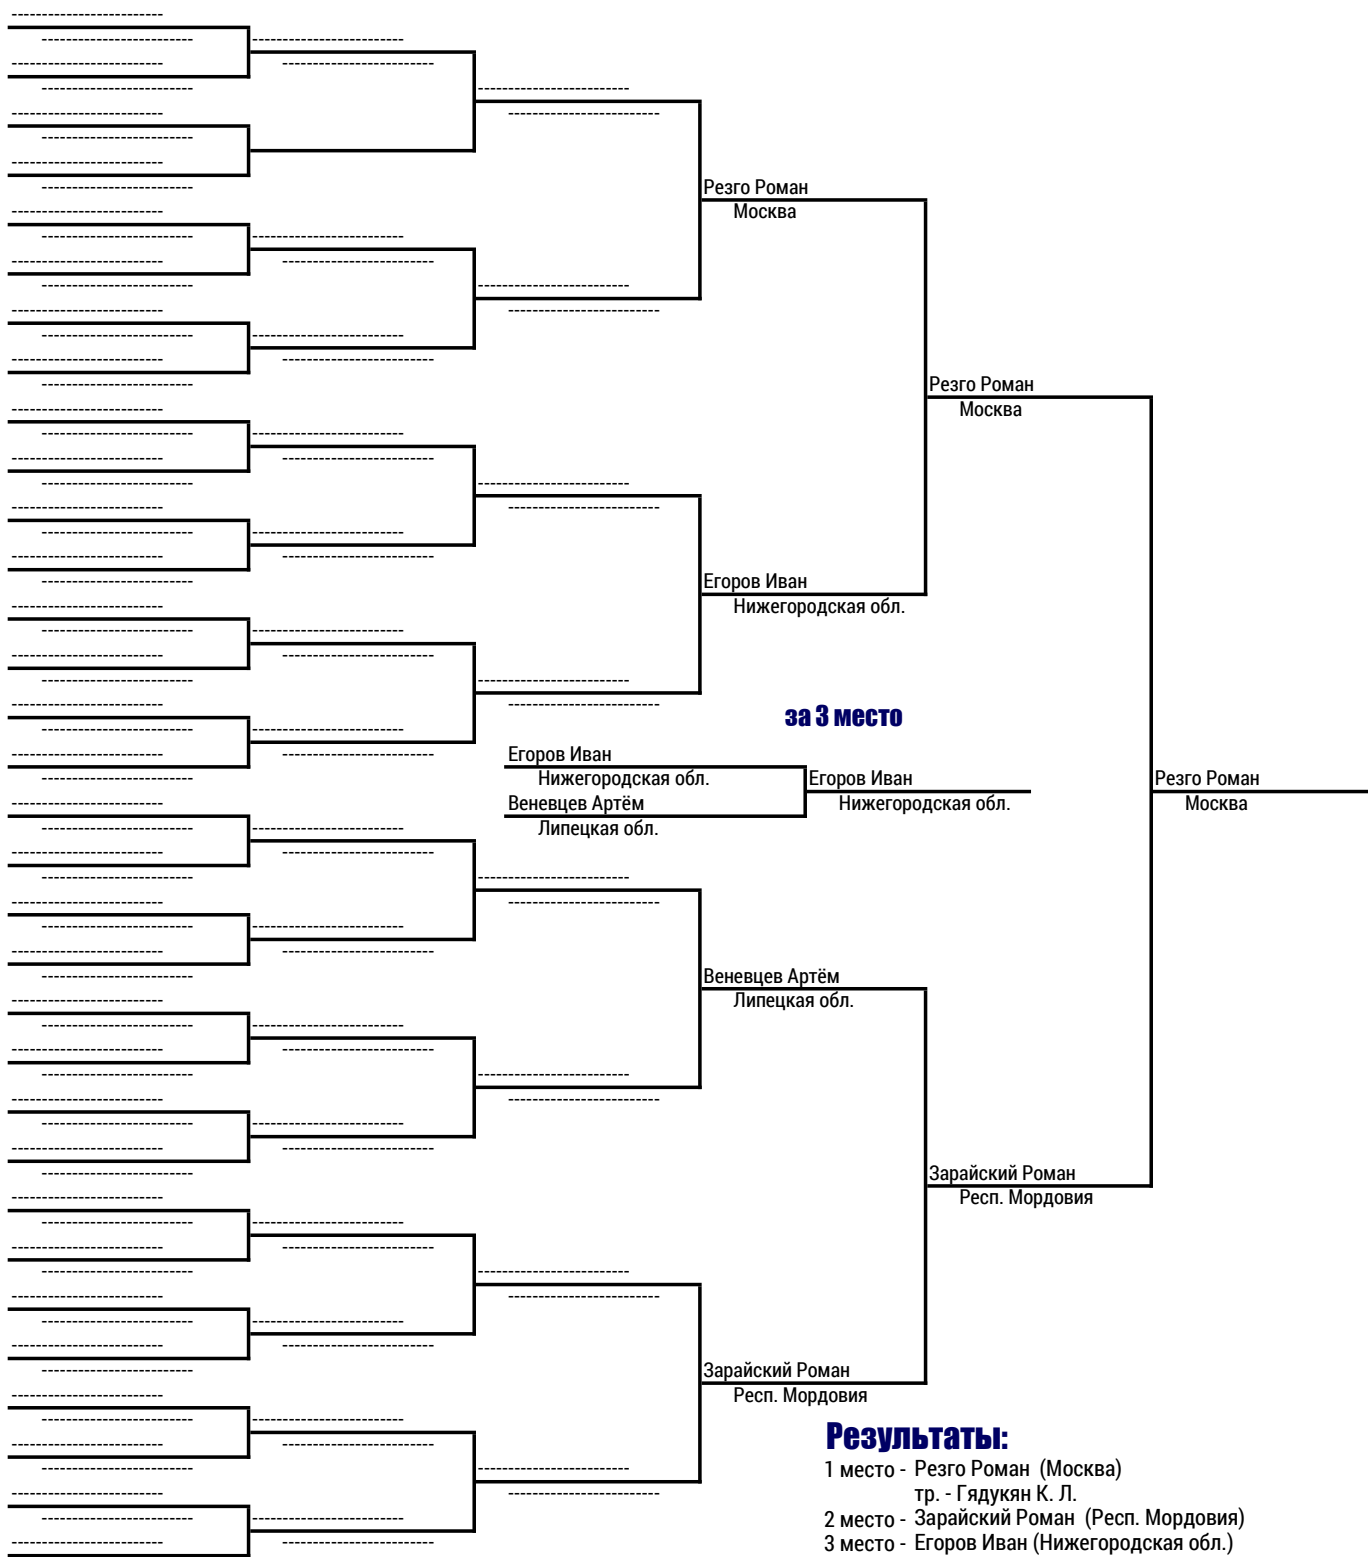 Резго Роман
Москва
Резго Роман
Москва
Егоров Иван
Нижегородская обл.
за 3 место
Егоров Иван
Нижегородская обл.
Веневцев Артём
Липецкая обл.
Егоров Иван
Нижегородская обл.
Резго Роман
Москва
Веневцев Артём
Липецкая обл.
Зарайский Роман
Респ. Мордовия
Зарайский Роман
Респ. Мордовия
Результаты:
1 место - Резго Роман (Москва)
тр. - Гядукян К. Л.
2 место - Зарайский Роман (Респ. Мордовия)
3 место - Егоров Иван (Нижегородская обл.)